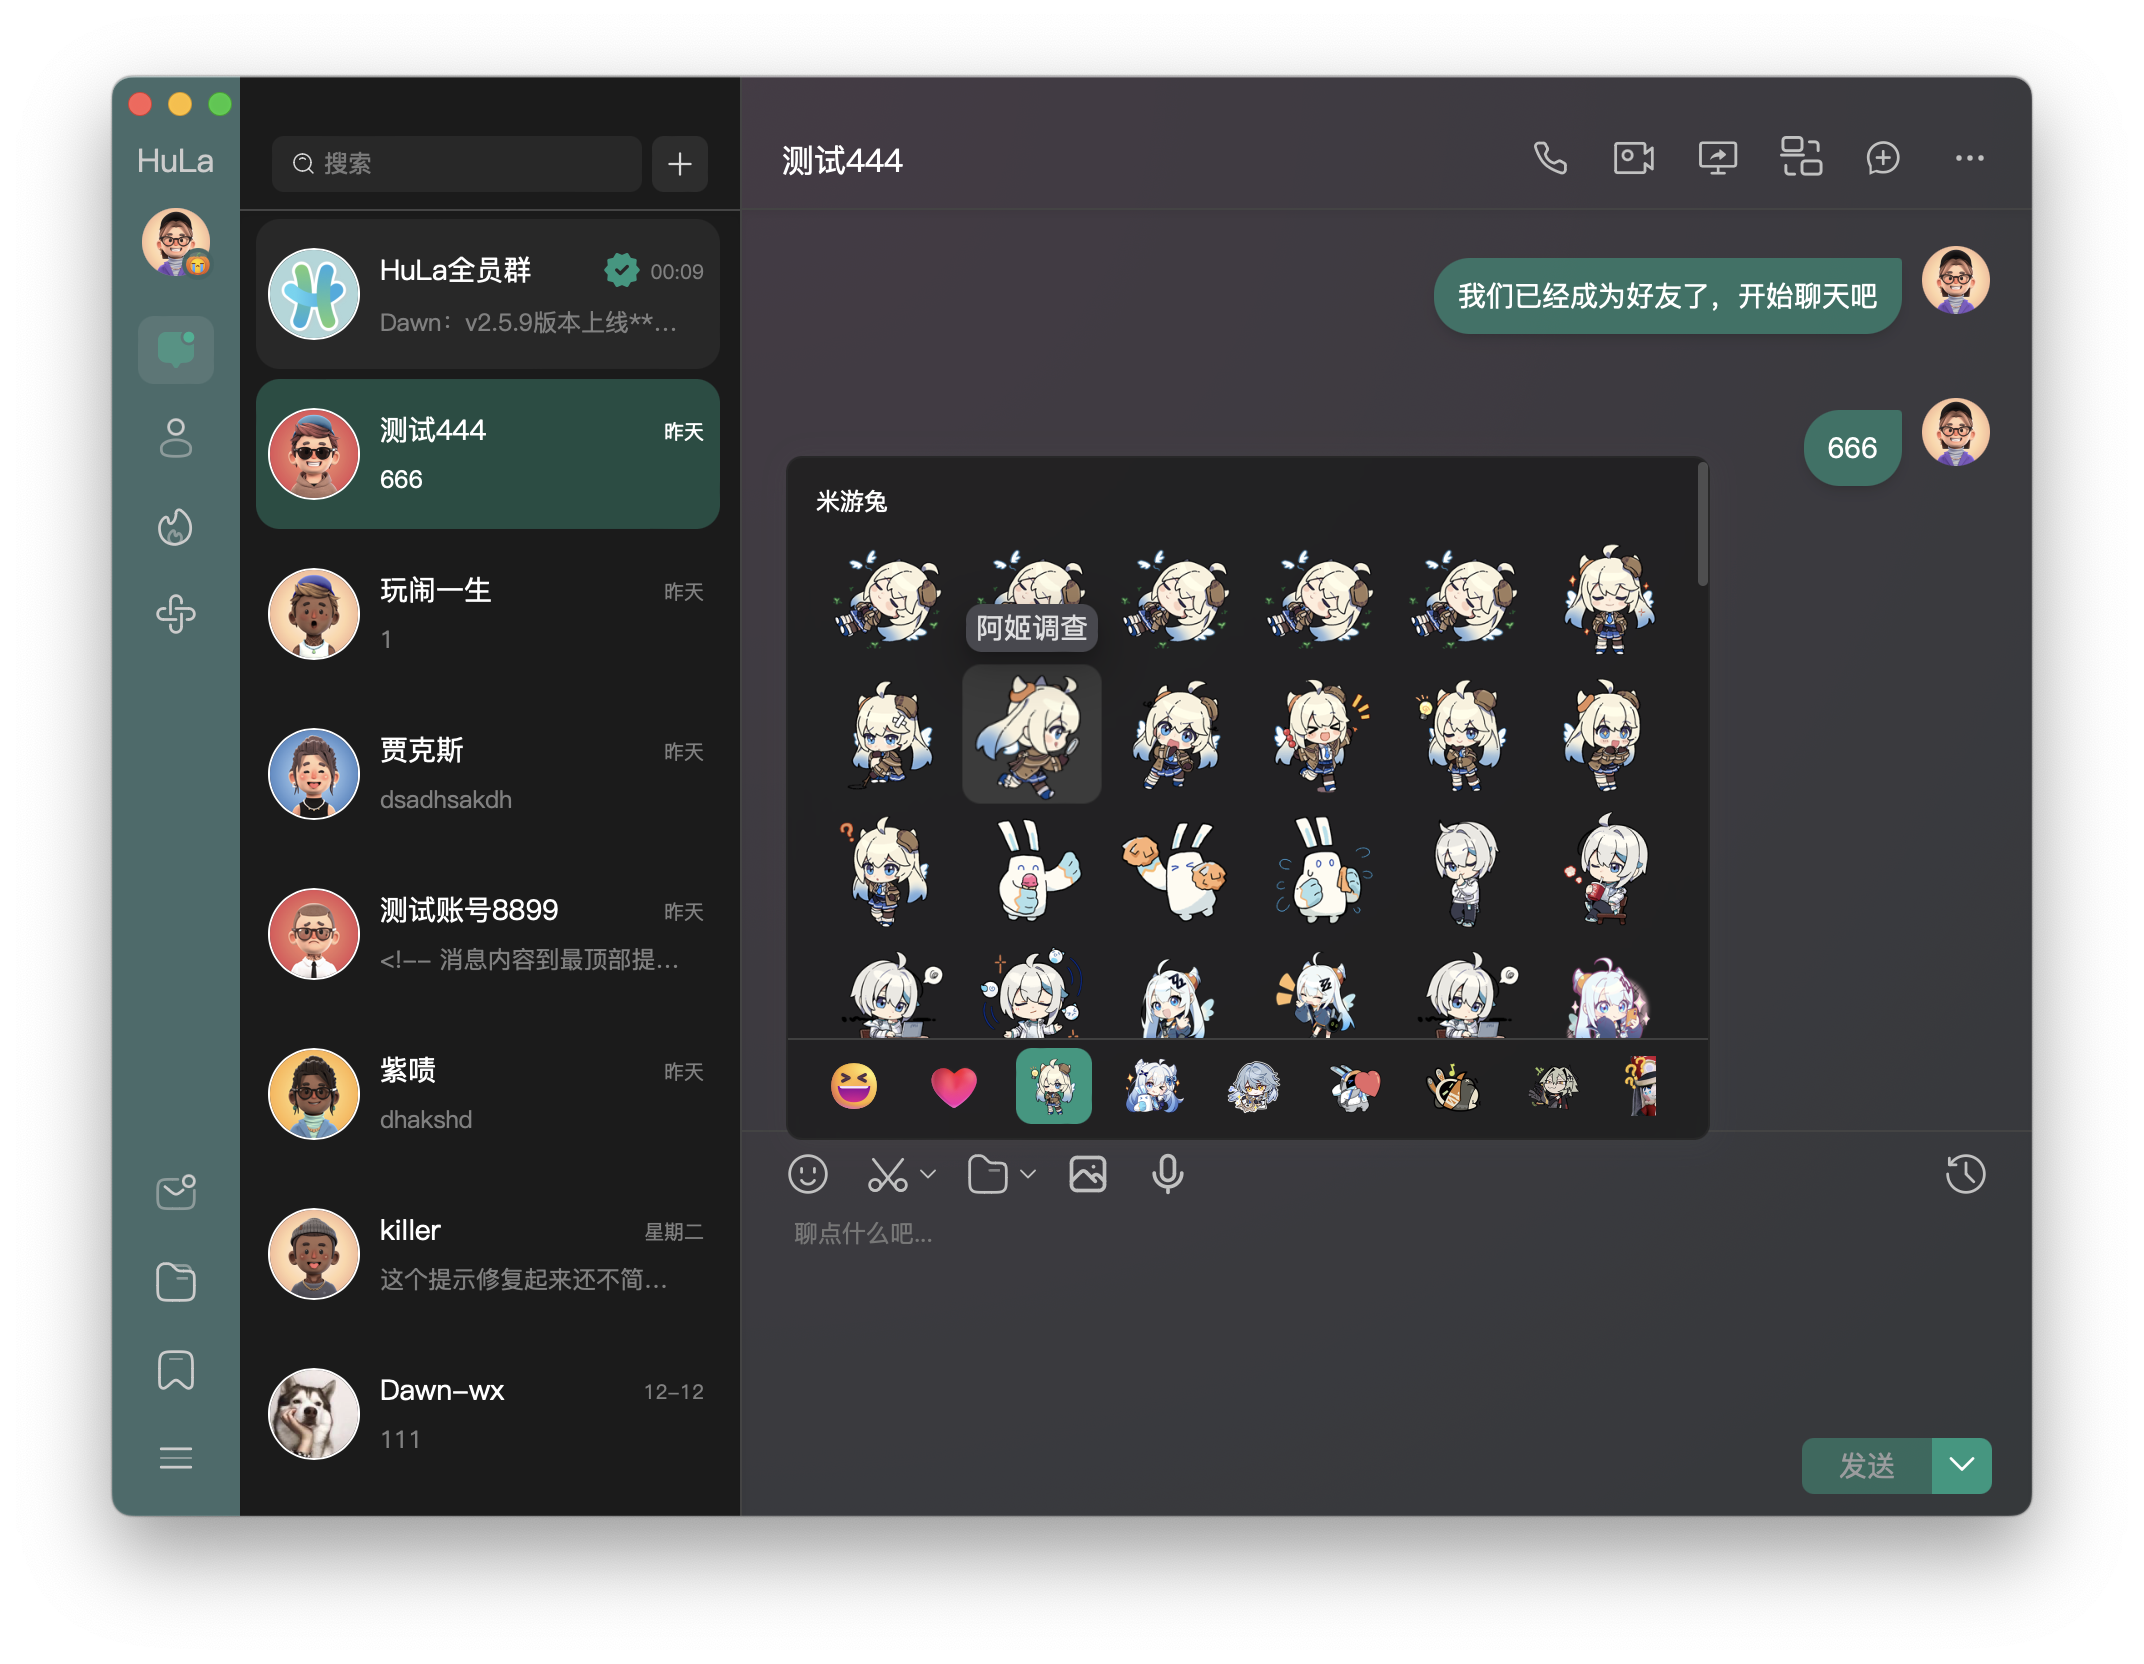 HuLa
搜索
HuLa全员群 00:09
Dawn：v2.5.9版本上线**...
测试444 昨天
666
玩闹一生 昨天
1
贾克斯 昨天
dsadhsakdh
测试账号8899 昨天
<!-- 消息内容到最顶部提...
紫啧 昨天
dhakshd
killer 星期二
这个提示修复起来还不简...
Dawn-wx 12-12
111
测试444
我们已经成为好友了，开始聊天吧
666
米游兔
阿姬调查
聊点什么吧...
发送